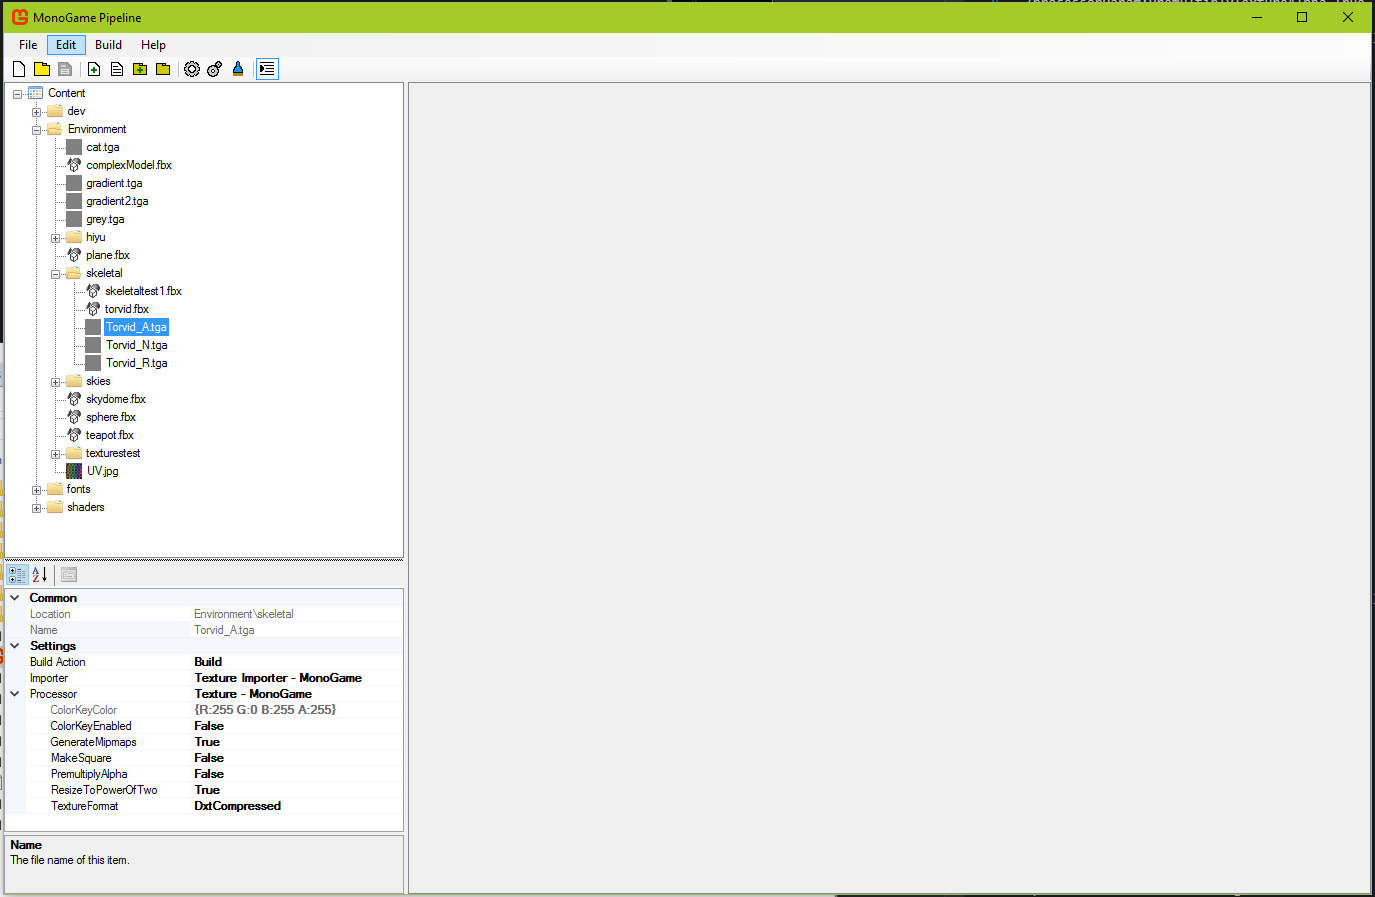 MonoGame Pipeline
File Edit Build Help
Content
dev
Environment
cat.tga
complexModel.fbx
gradient.tga
gradient2.tga
grey.tga
hiyu
plane.fbx
skeletal
skeletaltest1.fbx
torvid.fbx
Torvid_A.tga
Torvid_N.tga
Torvid_R.tga
skies
skydome.fbx
sphere.fbx
teapot.fbx
texturestest
UV.jpg
fonts
shaders
Common
Location Environment\skeletal
Name Torvid_A.tga
Settings
Build Action Build
Importer Texture Importer - MonoGame
Processor Texture - MonoGame
ColorKeyColor {R:255 G:0 B:255 A:255}
ColorKeyEnabled False
GenerateMipmaps True
MakeSquare False
PremultiplyAlpha False
ResizeToPowerOfTwo True
TextureFormat DxtCompressed
Name
The file name of this item.